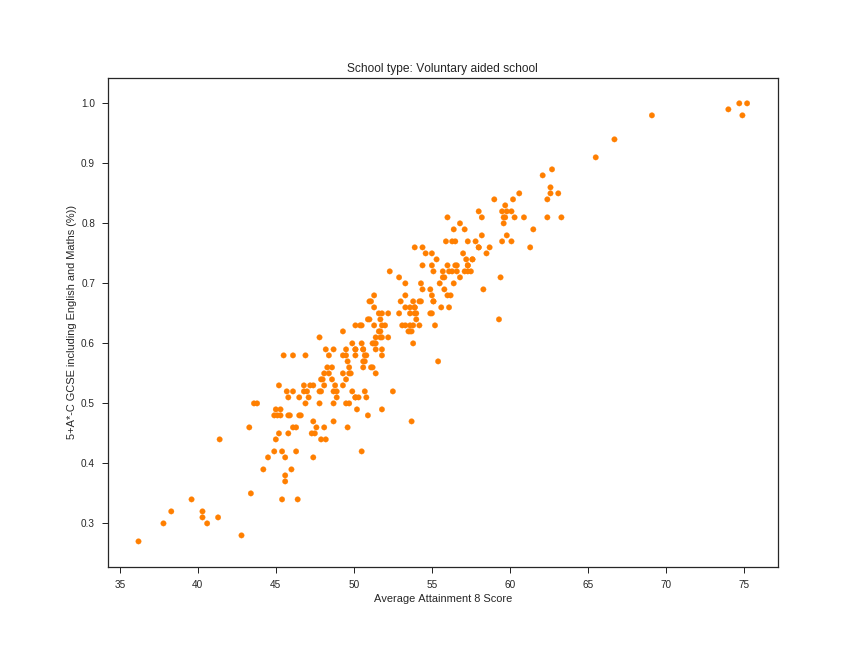 School type: Voluntary aided school
5+A*-C GCSE including English and Maths (%))
1.0
0.9
0.8
0.7
0.6
0.5
0.4
0.3
35 40 45 50 55 60 65 70 75
Average Attainment 8 Score